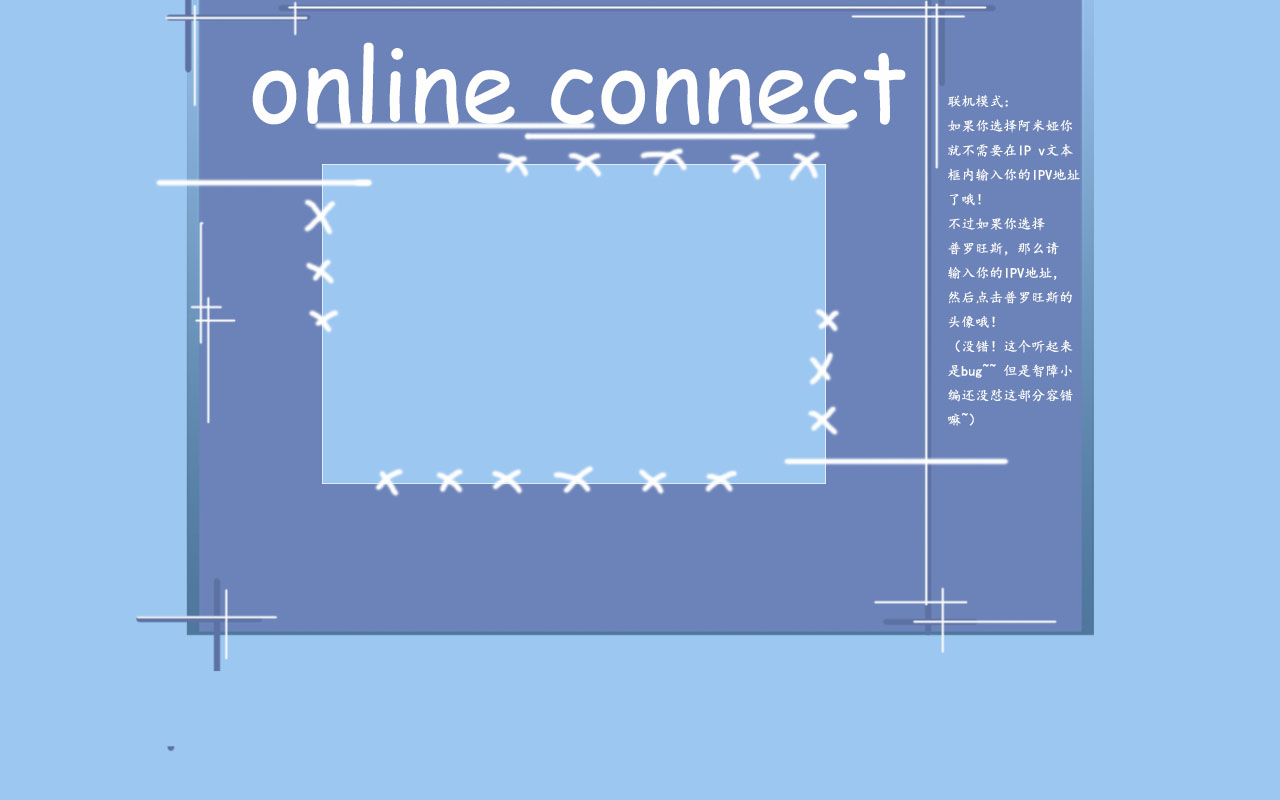 online connect
联机模式:
如果你选择阿米娅你
就不需要在IP v文本
框内输入你的IPV地址
了哦!
不过如果你选择
普罗旺斯, 那么请
输入你的IPV地址,
然后点击普罗旺斯的
头像哦!
（没错! 这个听起来
是bug~~ 但是智障小
编还没怼这部分容错
嘛~)